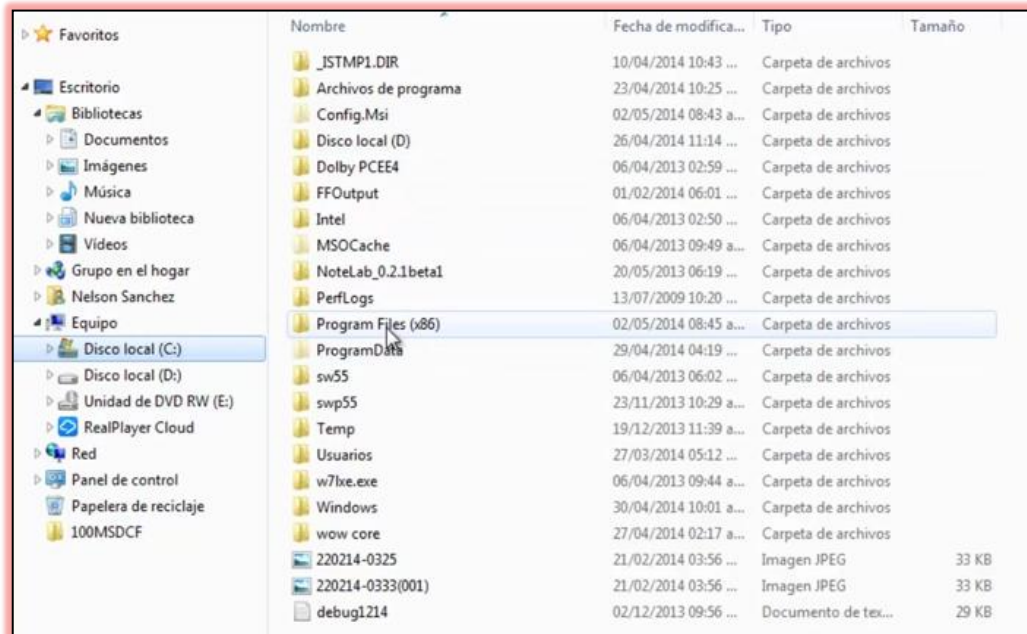 Favoritos
Escritorio
Bibliotecas
Documentos
Imágenes
Música
Nueva biblioteca
Vídeos
Grupo en el hogar
Nelson Sanchez
Equipo
Disco local (C:)
Disco local (D:)
Unidad de DVD RW (E:)
RealPlayer Cloud
Red
Panel de control
Papelera de reciclaje
100MSDCF
Nombre Fecha de modifica... Tipo Tamaño
_ISTMP1.DIR 10/04/2014 10:43 ... Carpeta de archivos
Archivos de programa 23/04/2014 10:25 ... Carpeta de archivos
Config.Msi 02/05/2014 08:43 a... Carpeta de archivos
Disco local (D) 26/04/2014 11:14 ... Carpeta de archivos
Dolby PCEE4 06/04/2013 02:59 ... Carpeta de archivos
FFOutput 01/02/2014 06:01 ... Carpeta de archivos
Intel 06/04/2013 02:50 ... Carpeta de archivos
MSOCache 06/04/2013 09:49 a... Carpeta de archivos
NoteLab_0.2.1beta1 20/05/2013 06:19 ... Carpeta de archivos
PerfLogs 13/07/2009 10:20 ... Carpeta de archivos
Program Files (x86) 02/05/2014 08:45 a... Carpeta de archivos
ProgramData 29/04/2014 04:19 ... Carpeta de archivos
sw55 06/04/2013 06:02 ... Carpeta de archivos
swp55 23/11/2013 10:29 a... Carpeta de archivos
Temp 19/12/2013 11:39 a... Carpeta de archivos
Usuarios 27/03/2014 05:12 ... Carpeta de archivos
w7lxe.exe 06/04/2013 09:44 a... Carpeta de archivos
Windows 30/04/2014 10:01 a... Carpeta de archivos
wow core 27/04/2014 02:17 a... Carpeta de archivos
220214-0325 21/02/2014 03:56 ... Imagen JPEG 33 KB
220214-0333(001) 21/02/2014 03:56 ... Imagen JPEG 33 KB
debug1214 02/12/2013 09:56 ... Documento de tex... 29 KB